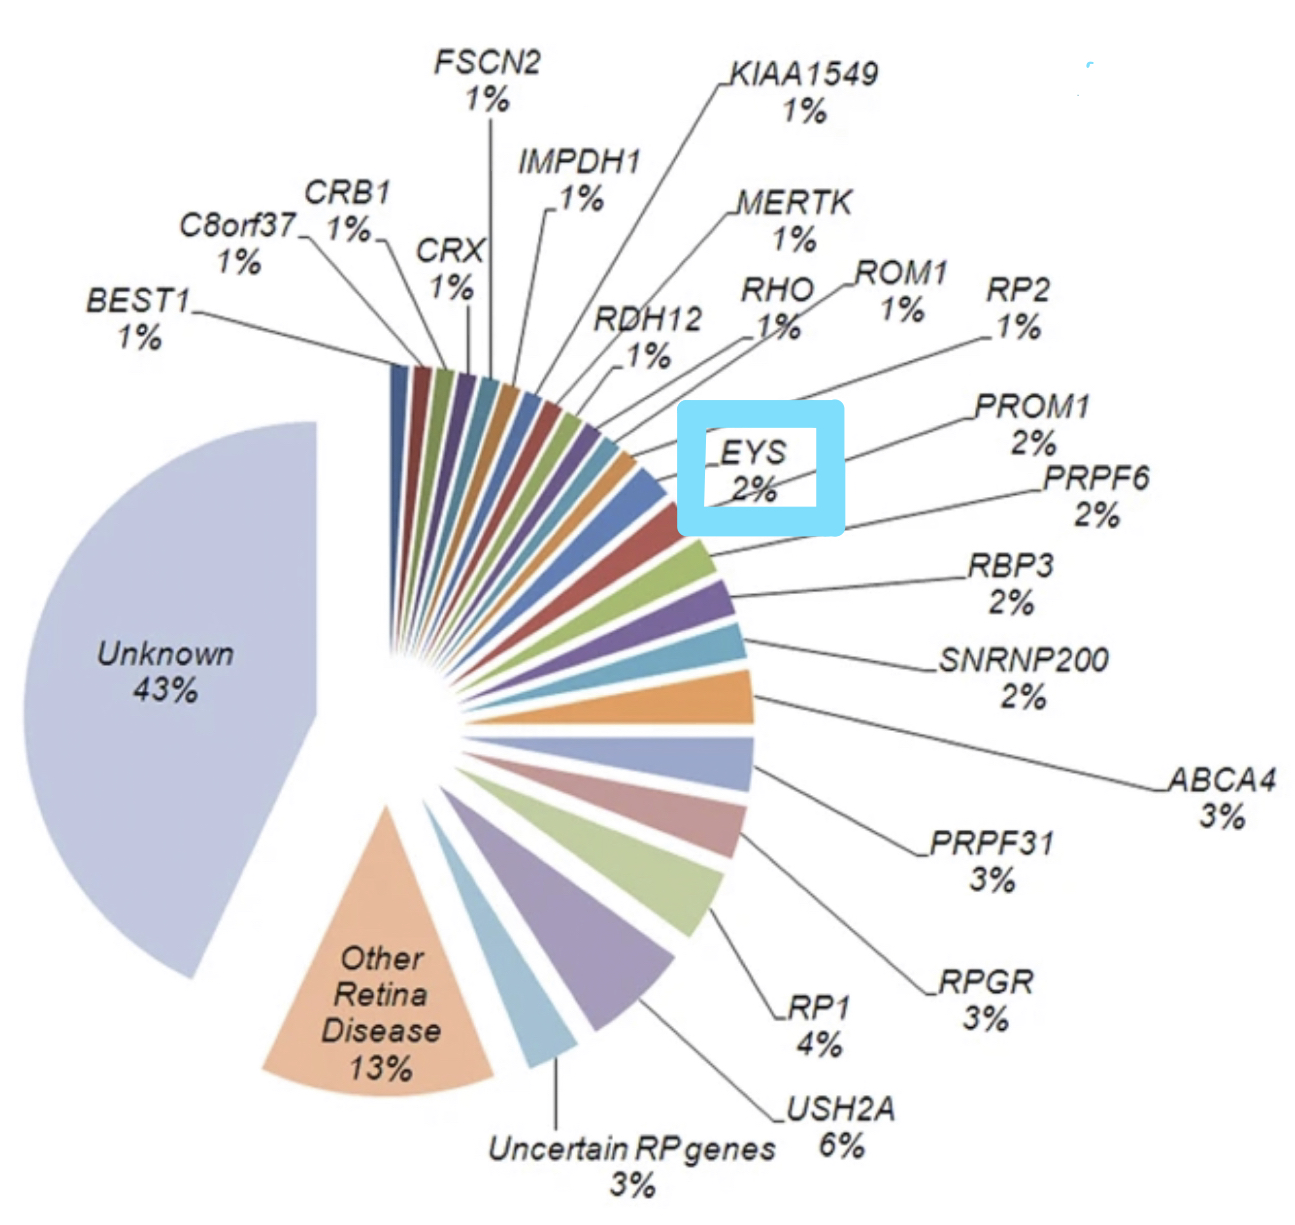 FSCN2
1%
KIAA1549
1%
IMPDH1
1%
CRB1
1%
MERTK
1%
C8orf37
1%
CRX
1%
ROM1
1%
RHO
1%
RP2
1%
BEST1
1%
RDH12
1%
PROM1
2%
EYS
2%
PRPF6
2%
RBP3
2%
SNRNP200
2%
Unknown
43%
ABCA4
3%
PRPF31
3%
Other
Retina
Disease
13%
RPGR
3%
RP1
4%
USH2A
6%
Uncertain RP genes
3%